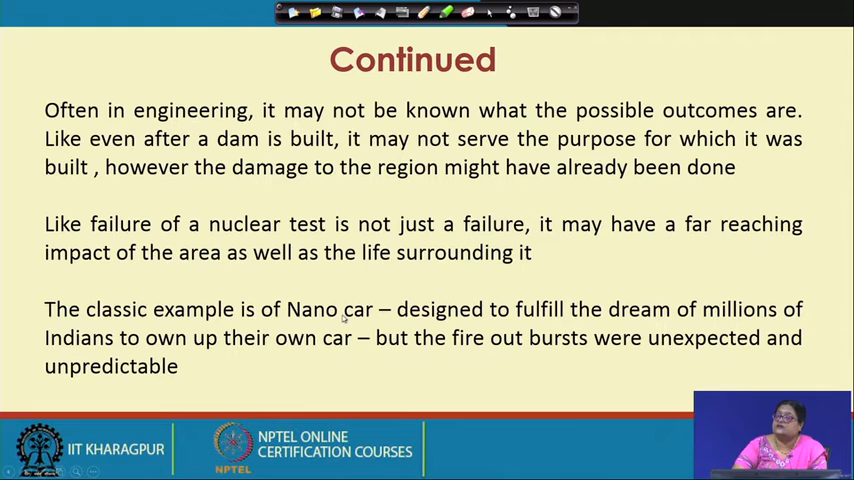 Continued
Often in engineering, it may not be known what the possible outcomes are.
Like even after a dam is built, it may not serve the purpose for which it was
built , however the damage to the region might have already been done
Like failure of a nuclear test is not just a failure, it may have a far reaching
impact of the area as well as the life surrounding it
The classic example is of Nano car – designed to fulfill the dream of millions of
Indians to own up their own car – but the fire out bursts were unexpected and
unpredictable
IIT KHARAGPUR
NPTEL
NPTEL ONLINE
CERTIFICATION COURSES